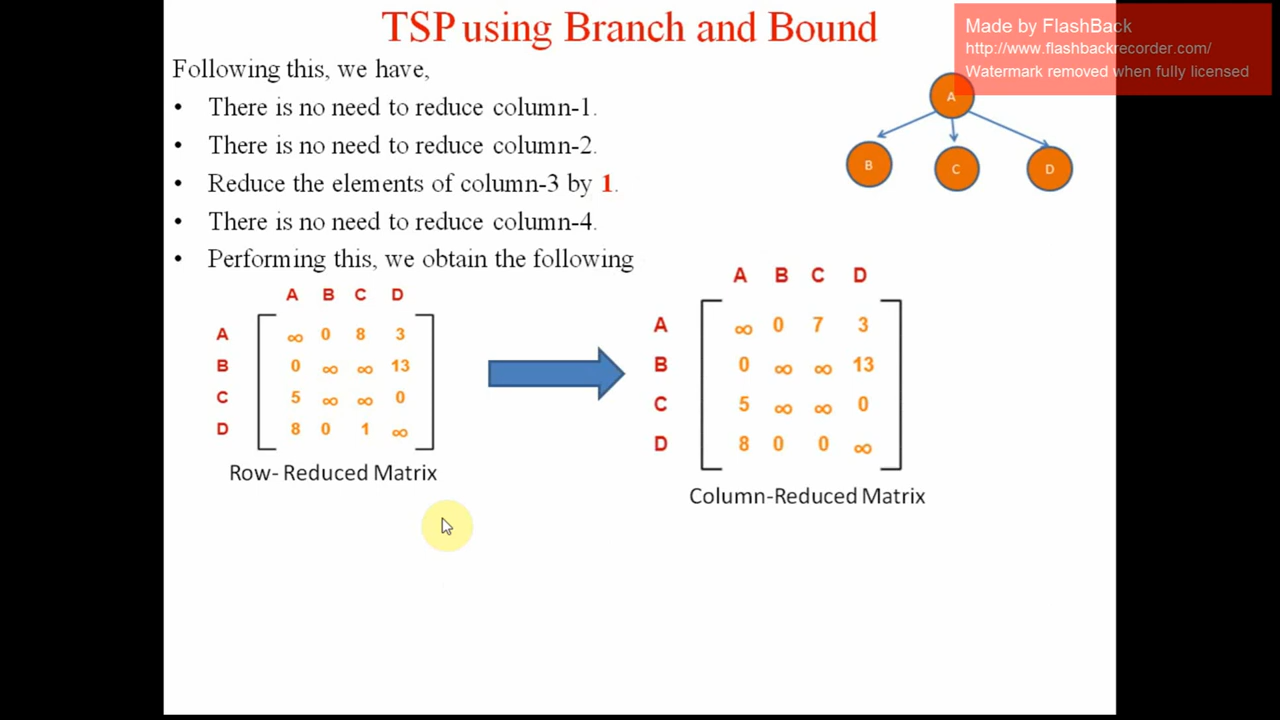 TSP using Branch and Bound
Made by FlashBack
http://www.flashbackrecorder.com/
Watermark removed when fully licensed
Following this, we have,
• There is no need to reduce column-1.
• There is no need to reduce column-2.
• Reduce the elements of column-3 by 1.
• There is no need to reduce column-4.
• Performing this, we obtain the following
A
B C D
A B C D
A ∞ 0 8 3
B 0 ∞ ∞ 13
C 5 ∞ ∞ 0
D 8 0 1 ∞
Row- Reduced Matrix
A B C D
A ∞ 0 7 3
B 0 ∞ ∞ 13
C 5 ∞ ∞ 0
D 8 0 0 ∞
Column-Reduced Matrix